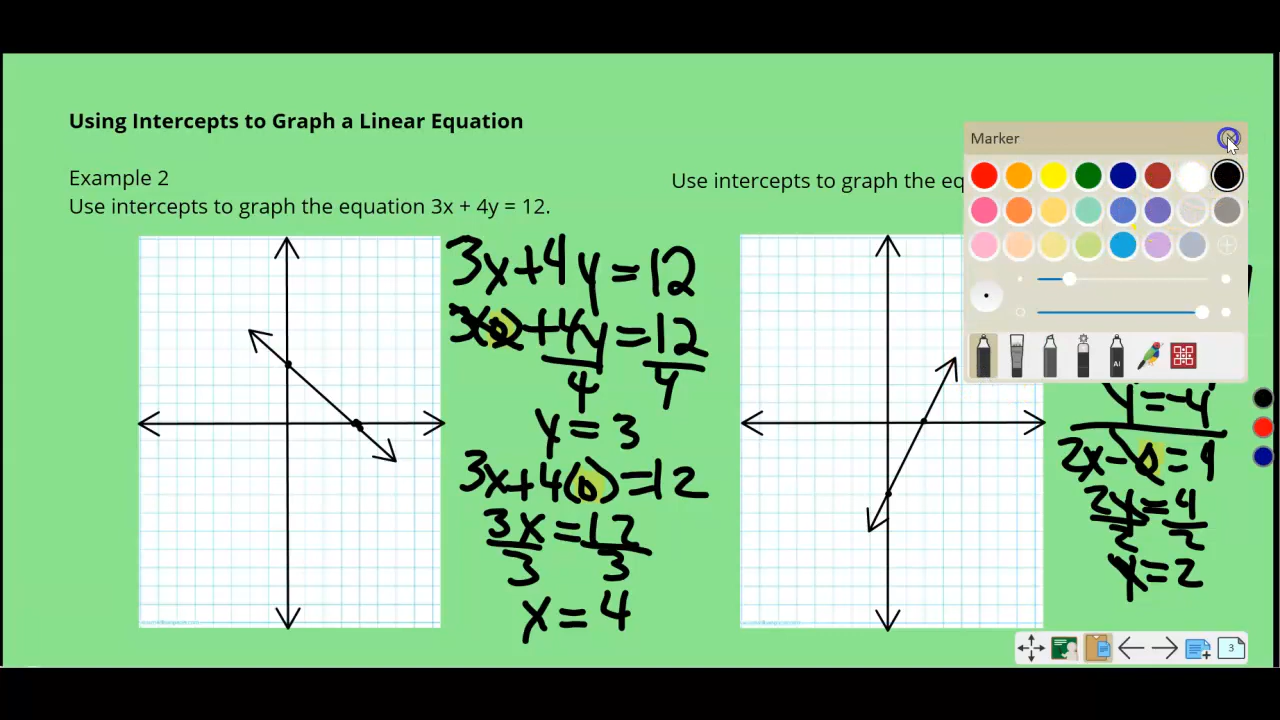 Using Intercepts to Graph a Linear Equation
Example 2
Use intercepts to graph the equation 3x + 4y = 12.
3x+4y=12
3(0)+4y=12
4 4
y=3
3x+4(0)=12
3x=12
3 3
x=4
Use intercepts to graph the eq
Marker
AI
y=-4
2x-0=4
2x=4
2 2
x=2
3